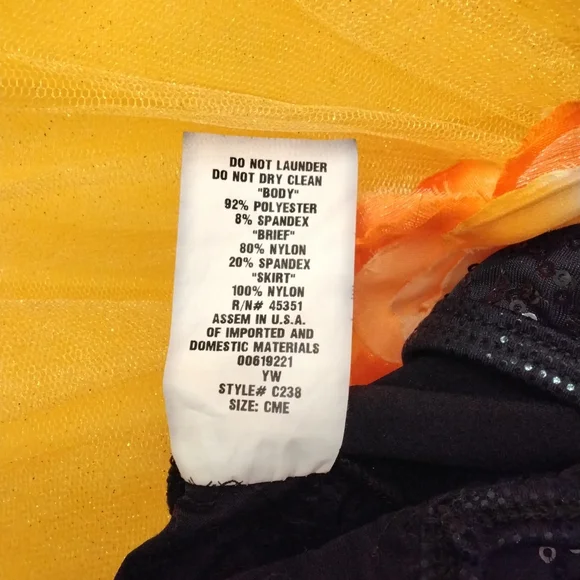 DO NOT LAUNDER
DO NOT DRY CLEAN
"BODY"
92% POLYESTER
8% SPANDEX
"BRIEF"
80% NYLON
20% SPANDEX
"SKIRT"
100% NYLON
R/N# 45351
ASSEM IN U.S.A.
OF IMPORTED AND
DOMESTIC MATERIALS
00619221
YW
STYLE# C238
SIZE: CME